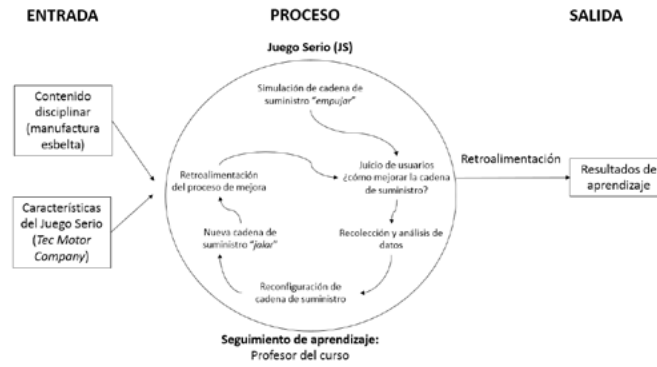 ENTRADA
PROCESO
SALIDA
Juego Serio (JS)
Contenido
disciplinar
(manufactura
esbelta)
Características
del Juego Serio
(Tec Motor
Company)
Simulación de cadena de
suministro "empujar"
Juicio de usuarios
¿cómo mejorar la cadena
de suministro?
Recolección y análisis de
datos
Reconfiguración de
cadena de suministro
Nueva cadena de
suministro "jalar"
Retroalimentación
del proceso de mejora
Retroalimentación
Resultados de
aprendizaje
Seguimiento de aprendizaje:
Profesor del curso